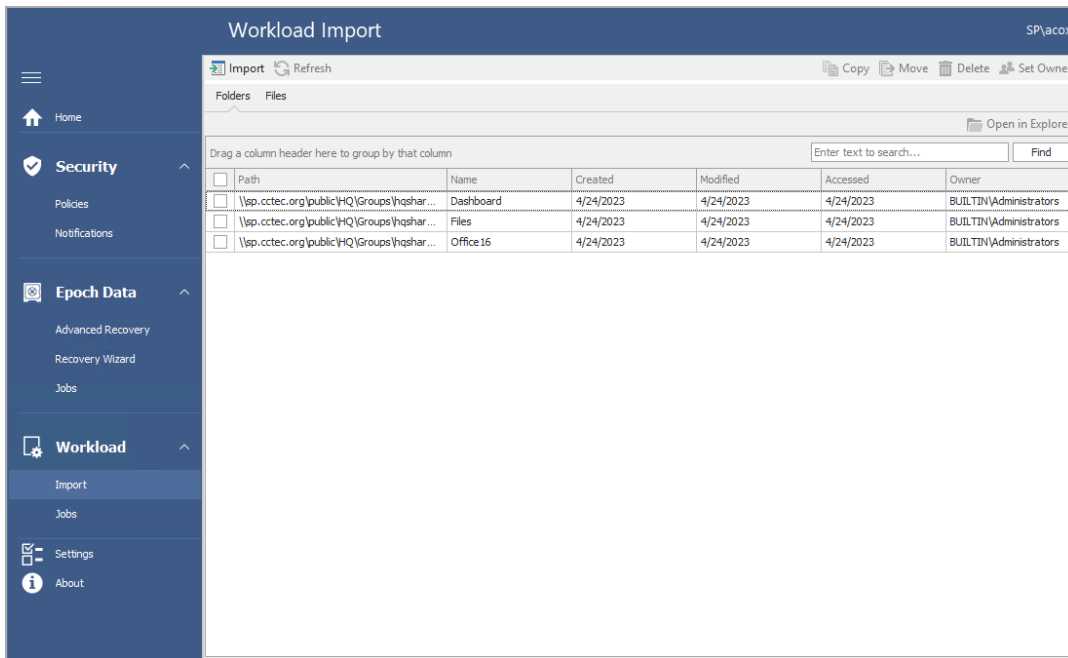 Workload Import
SP\acox
Import Refresh Copy Move Delete Set Owne
Folders Files
Open in Explore
Drag a column header here to group by that column Enter text to search... Find
Path Name Created Modified Accessed Owner
\\sp.cctec.org\public\HQ\Groups\hqshar... Dashboard 4/24/2023 4/24/2023 4/24/2023 BUILTIN\Administrators
\\sp.cctec.org\public\HQ\Groups\hqshar... Files 4/24/2023 4/24/2023 4/24/2023 BUILTIN\Administrators
\\sp.cctec.org\public\HQ\Groups\hqshar... Office16 4/24/2023 4/24/2023 4/24/2023 BUILTIN\Administrators
Home
Security
Policies
Notifications
Epoch Data
Advanced Recovery
Recovery Wizard
Jobs
Workload
Import
Jobs
Settings
About